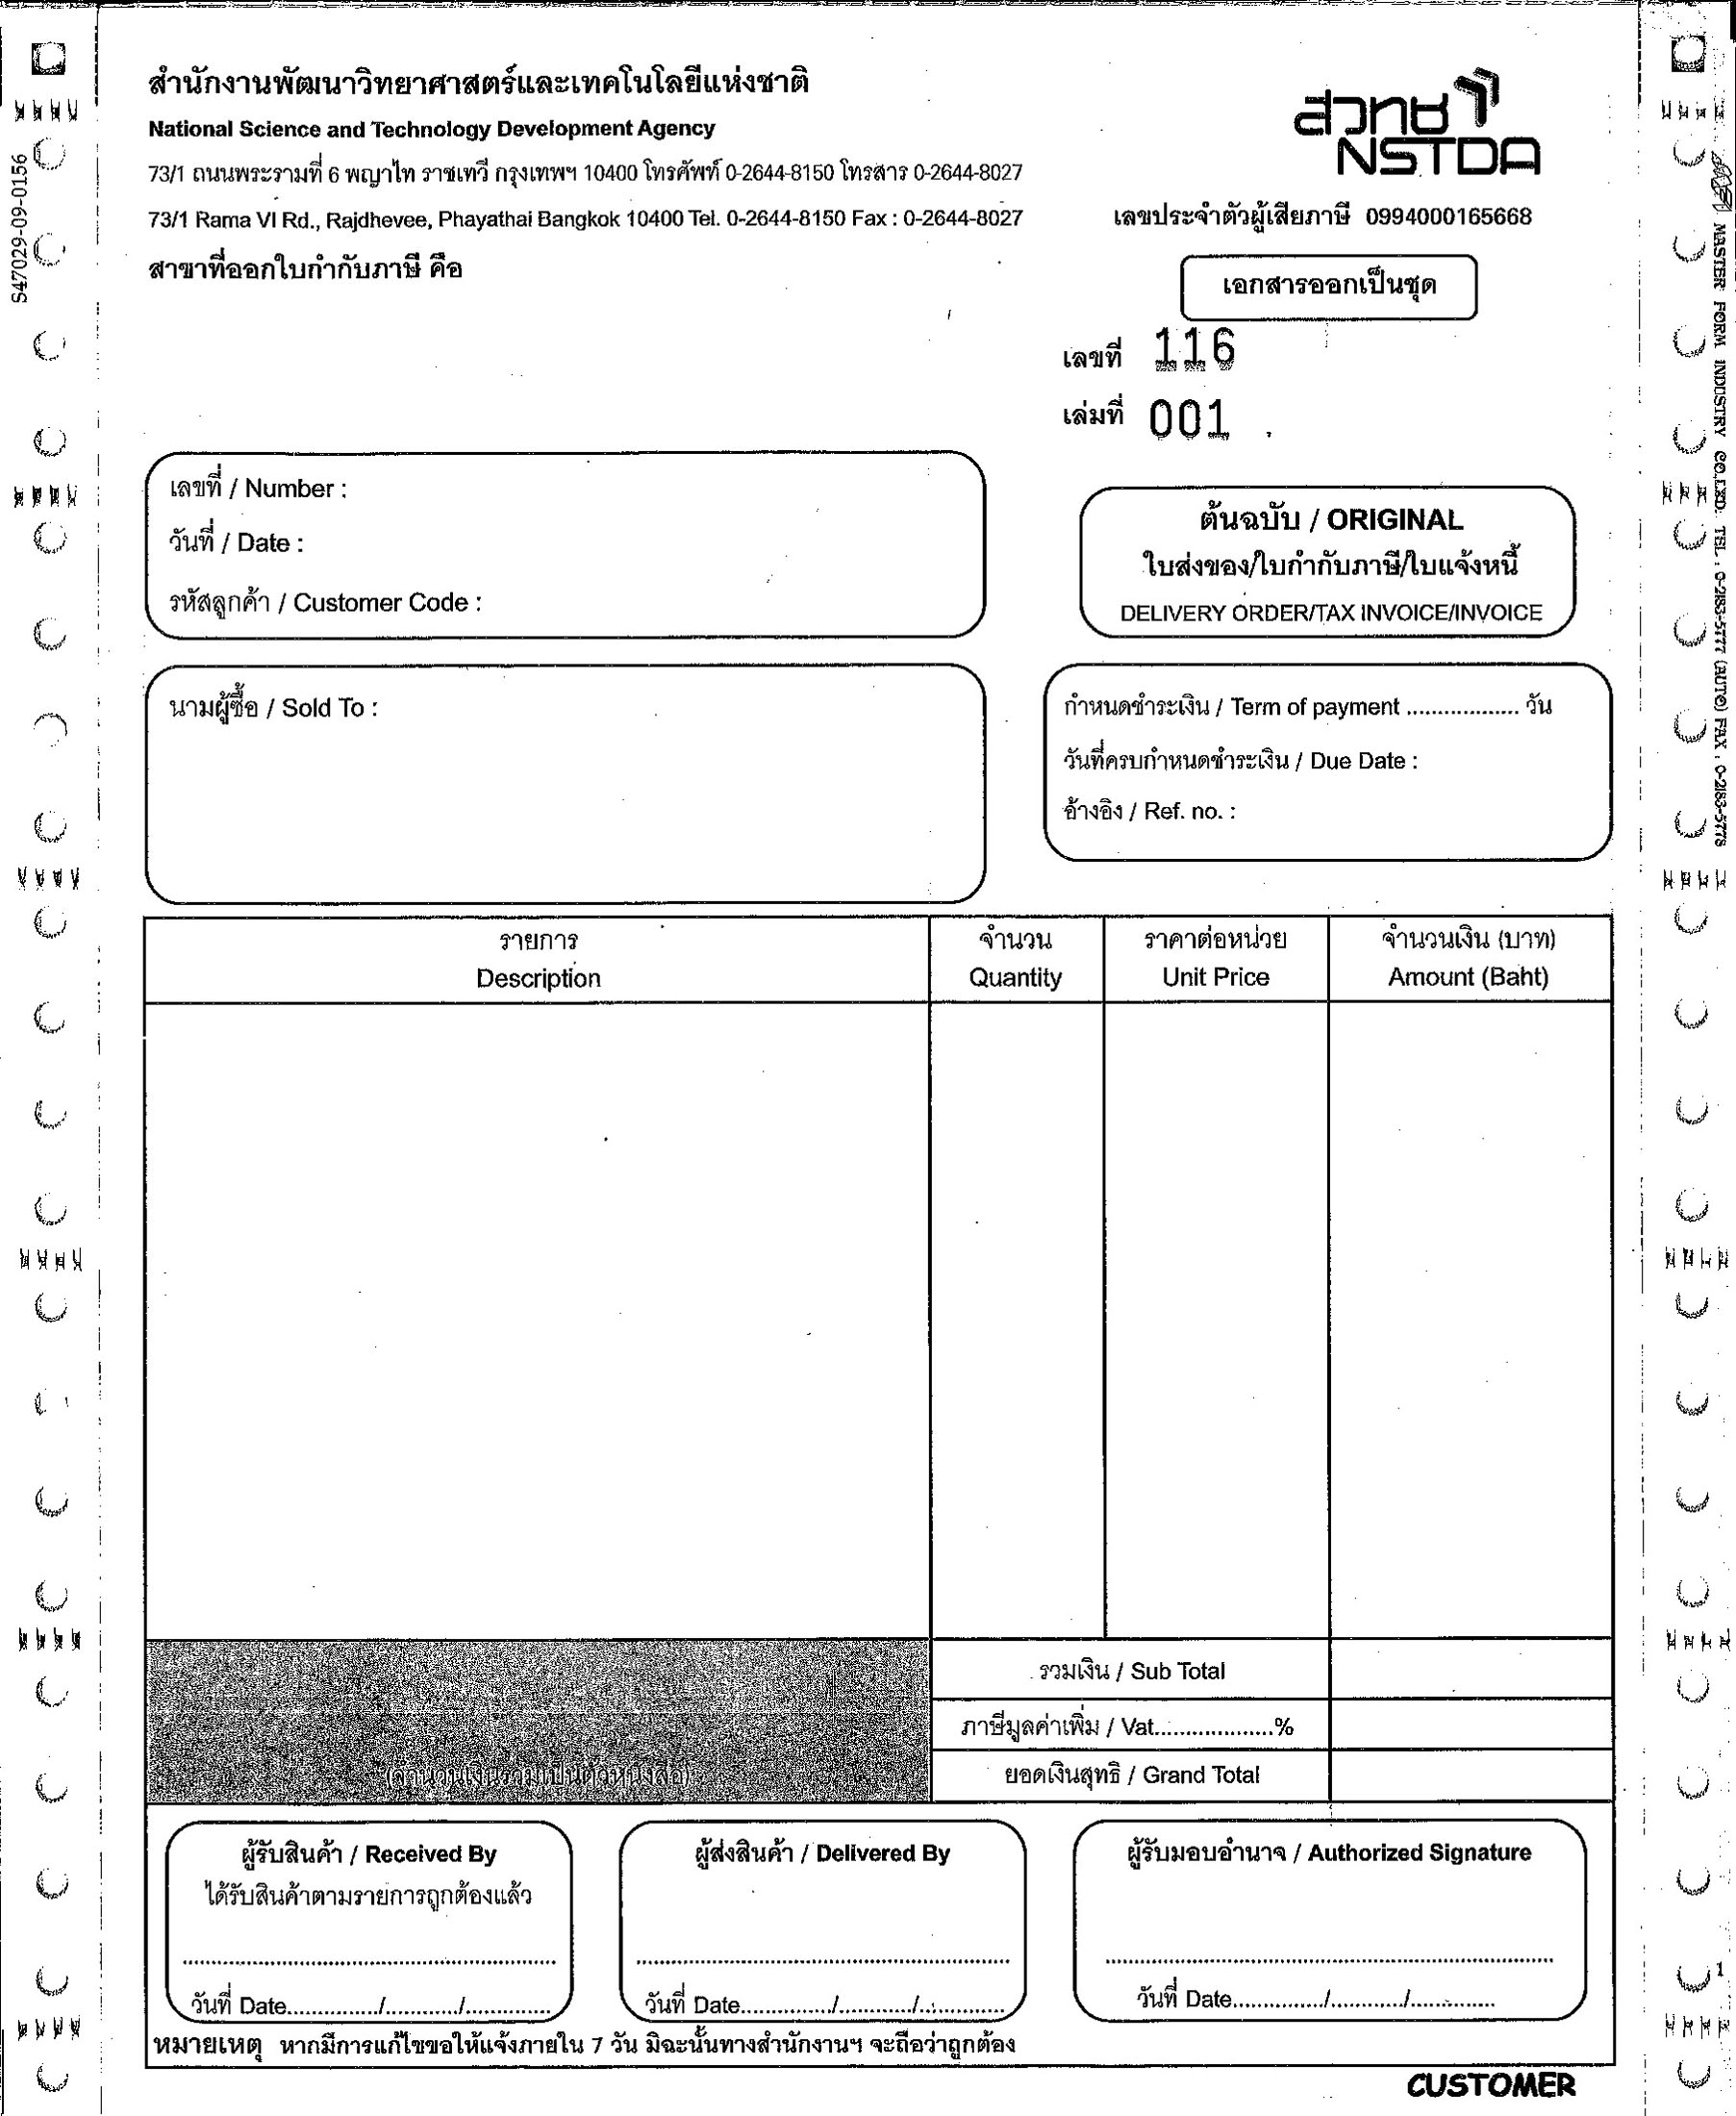 สำนักงานพัฒนาวิทยาศาสตร์และเทคโนโลยีแห่งชาติ
National Science and Technology Development Agency
73/1 ถนนพระรามที่ 6 พญาไท ราชเทวี กรุงเทพฯ 10400 โทรศัพท์ 0-2644-8150 โทรสาร 0-2644-8027
73/1 Rama VI Rd., Rajdhevee, Phayathai Bangkok 10400 Tel. 0-2644-8150 Fax : 0-2644-8027
สาขาที่ออกใบกำกับภาษี คือ
สวทช
NSTDA
เลขประจำตัวผู้เสียภาษี 0994000165668
เอกสารออกเป็นชุด
เลขที่ 116
เล่มที่ 001
S47029-09-0156
MASTER FORM INDUSTRY CO.,LTD. TEL. 0-2183-5777 (AUTO) FAX. 0-2183-5778
เลขที่ / Number :
วันที่ / Date :
รหัสลูกค้า / Customer Code :
ต้นฉบับ / ORIGINAL
ใบส่งของ/ใบกำกับภาษี/ใบแจ้งหนี้
DELIVERY ORDER/TAX INVOICE/INVOICE
นามผู้ซื้อ / Sold To :
กำหนดชำระเงิน / Term of payment .................. วัน
วันที่ครบกำหนดชำระเงิน / Due Date :
อ้างอิง / Ref. no. :
รายการ จำนวน ราคาต่อหน่วย จำนวนเงิน (บาท)
Description Quantity Unit Price Amount (Baht)
รวมเงิน / Sub Total
ภาษีมูลค่าเพิ่ม / Vat...................%
(จำนวนเงินรวมเป็นตัวหนังสือ) ยอดเงินสุทธิ / Grand Total
ผู้รับสินค้า / Received By
ได้รับสินค้าตามรายการถูกต้องแล้ว
วันที่ Date............../............/..............
ผู้ส่งสินค้า / Delivered By
วันที่ Date............../............/..............
ผู้รับมอบอำนาจ / Authorized Signature
วันที่ Date............../............/..............
หมายเหตุ หากมีการแก้ไขขอให้แจ้งภายใน 7 วัน มิฉะนั้นทางสำนักงานฯ จะถือว่าถูกต้อง
CUSTOMER